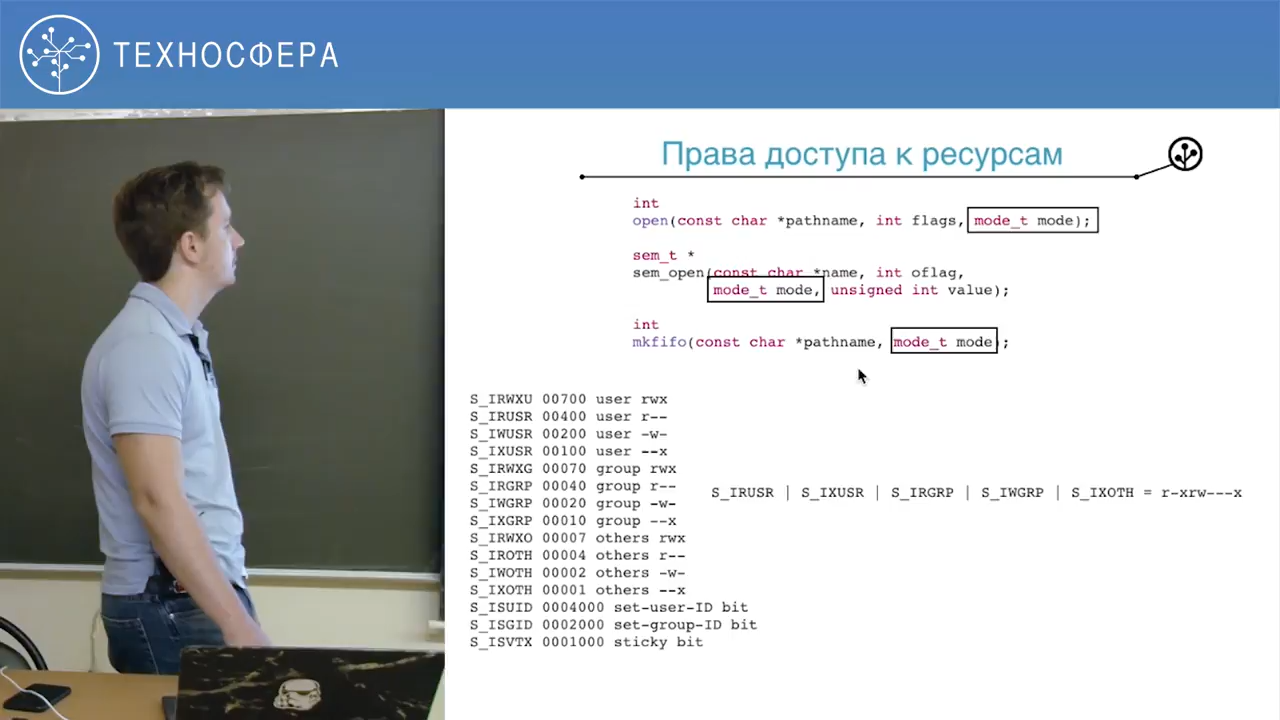 ТЕХНОСФЕРА
Права доступа к ресурсам
int
open(const char *pathname, int flags, mode_t mode);
sem_t *
sem_open(const char *name, int oflag,
mode_t mode, unsigned int value);
int
mkfifo(const char *pathname, mode_t mode);
S_IRWXU 00700 user rwx
S_IRUSR 00400 user r--
S_IWUSR 00200 user -w-
S_IXUSR 00100 user --x
S_IRWXG 00070 group rwx
S_IRGRP 00040 group r--
S_IWGRP 00020 group -w-
S_IXGRP 00010 group --x
S_IRWXO 00007 others rwx
S_IROTH 00004 others r--
S_IWOTH 00002 others -w-
S_IXOTH 00001 others --x
S_ISUID 0004000 set-user-ID bit
S_ISGID 0002000 set-group-ID bit
S_ISVTX 0001000 sticky bit
S_IRUSR | S_IXUSR | S_IRGRP | S_IWGRP | S_IXOTH = r-xrw---x